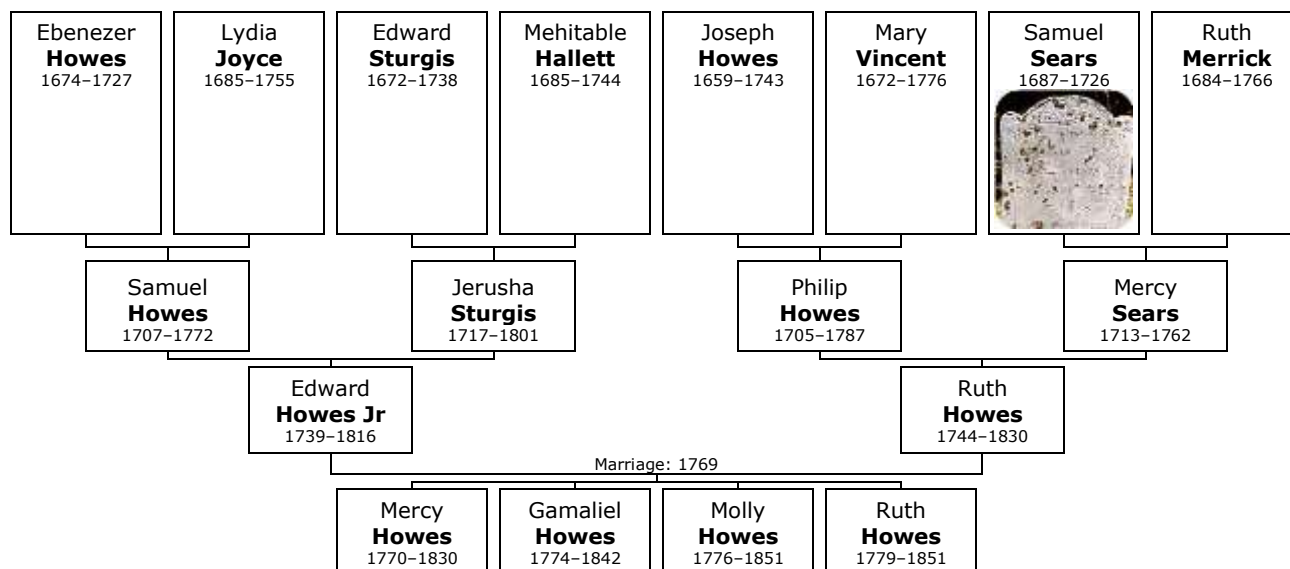 Ebenezer
Howes
1674–1727
Lydia
Joyce
1685–1755
Edward
Sturgis
1672–1738
Mehitable
Hallett
1685–1744
Joseph
Howes
1659–1743
Mary
Vincent
1672–1776
Samuel
Sears
1687–1726
Ruth
Merrick
1684–1766
Samuel
Howes
1707–1772
Jerusha
Sturgis
1717–1801
Philip
Howes
1705–1787
Mercy
Sears
1713–1762
Edward
Howes Jr
1739–1816
Ruth
Howes
1744–1830
Marriage: 1769
Mercy
Howes
1770–1830
Gamaliel
Howes
1774–1842
Molly
Howes
1776–1851
Ruth
Howes
1779–1851